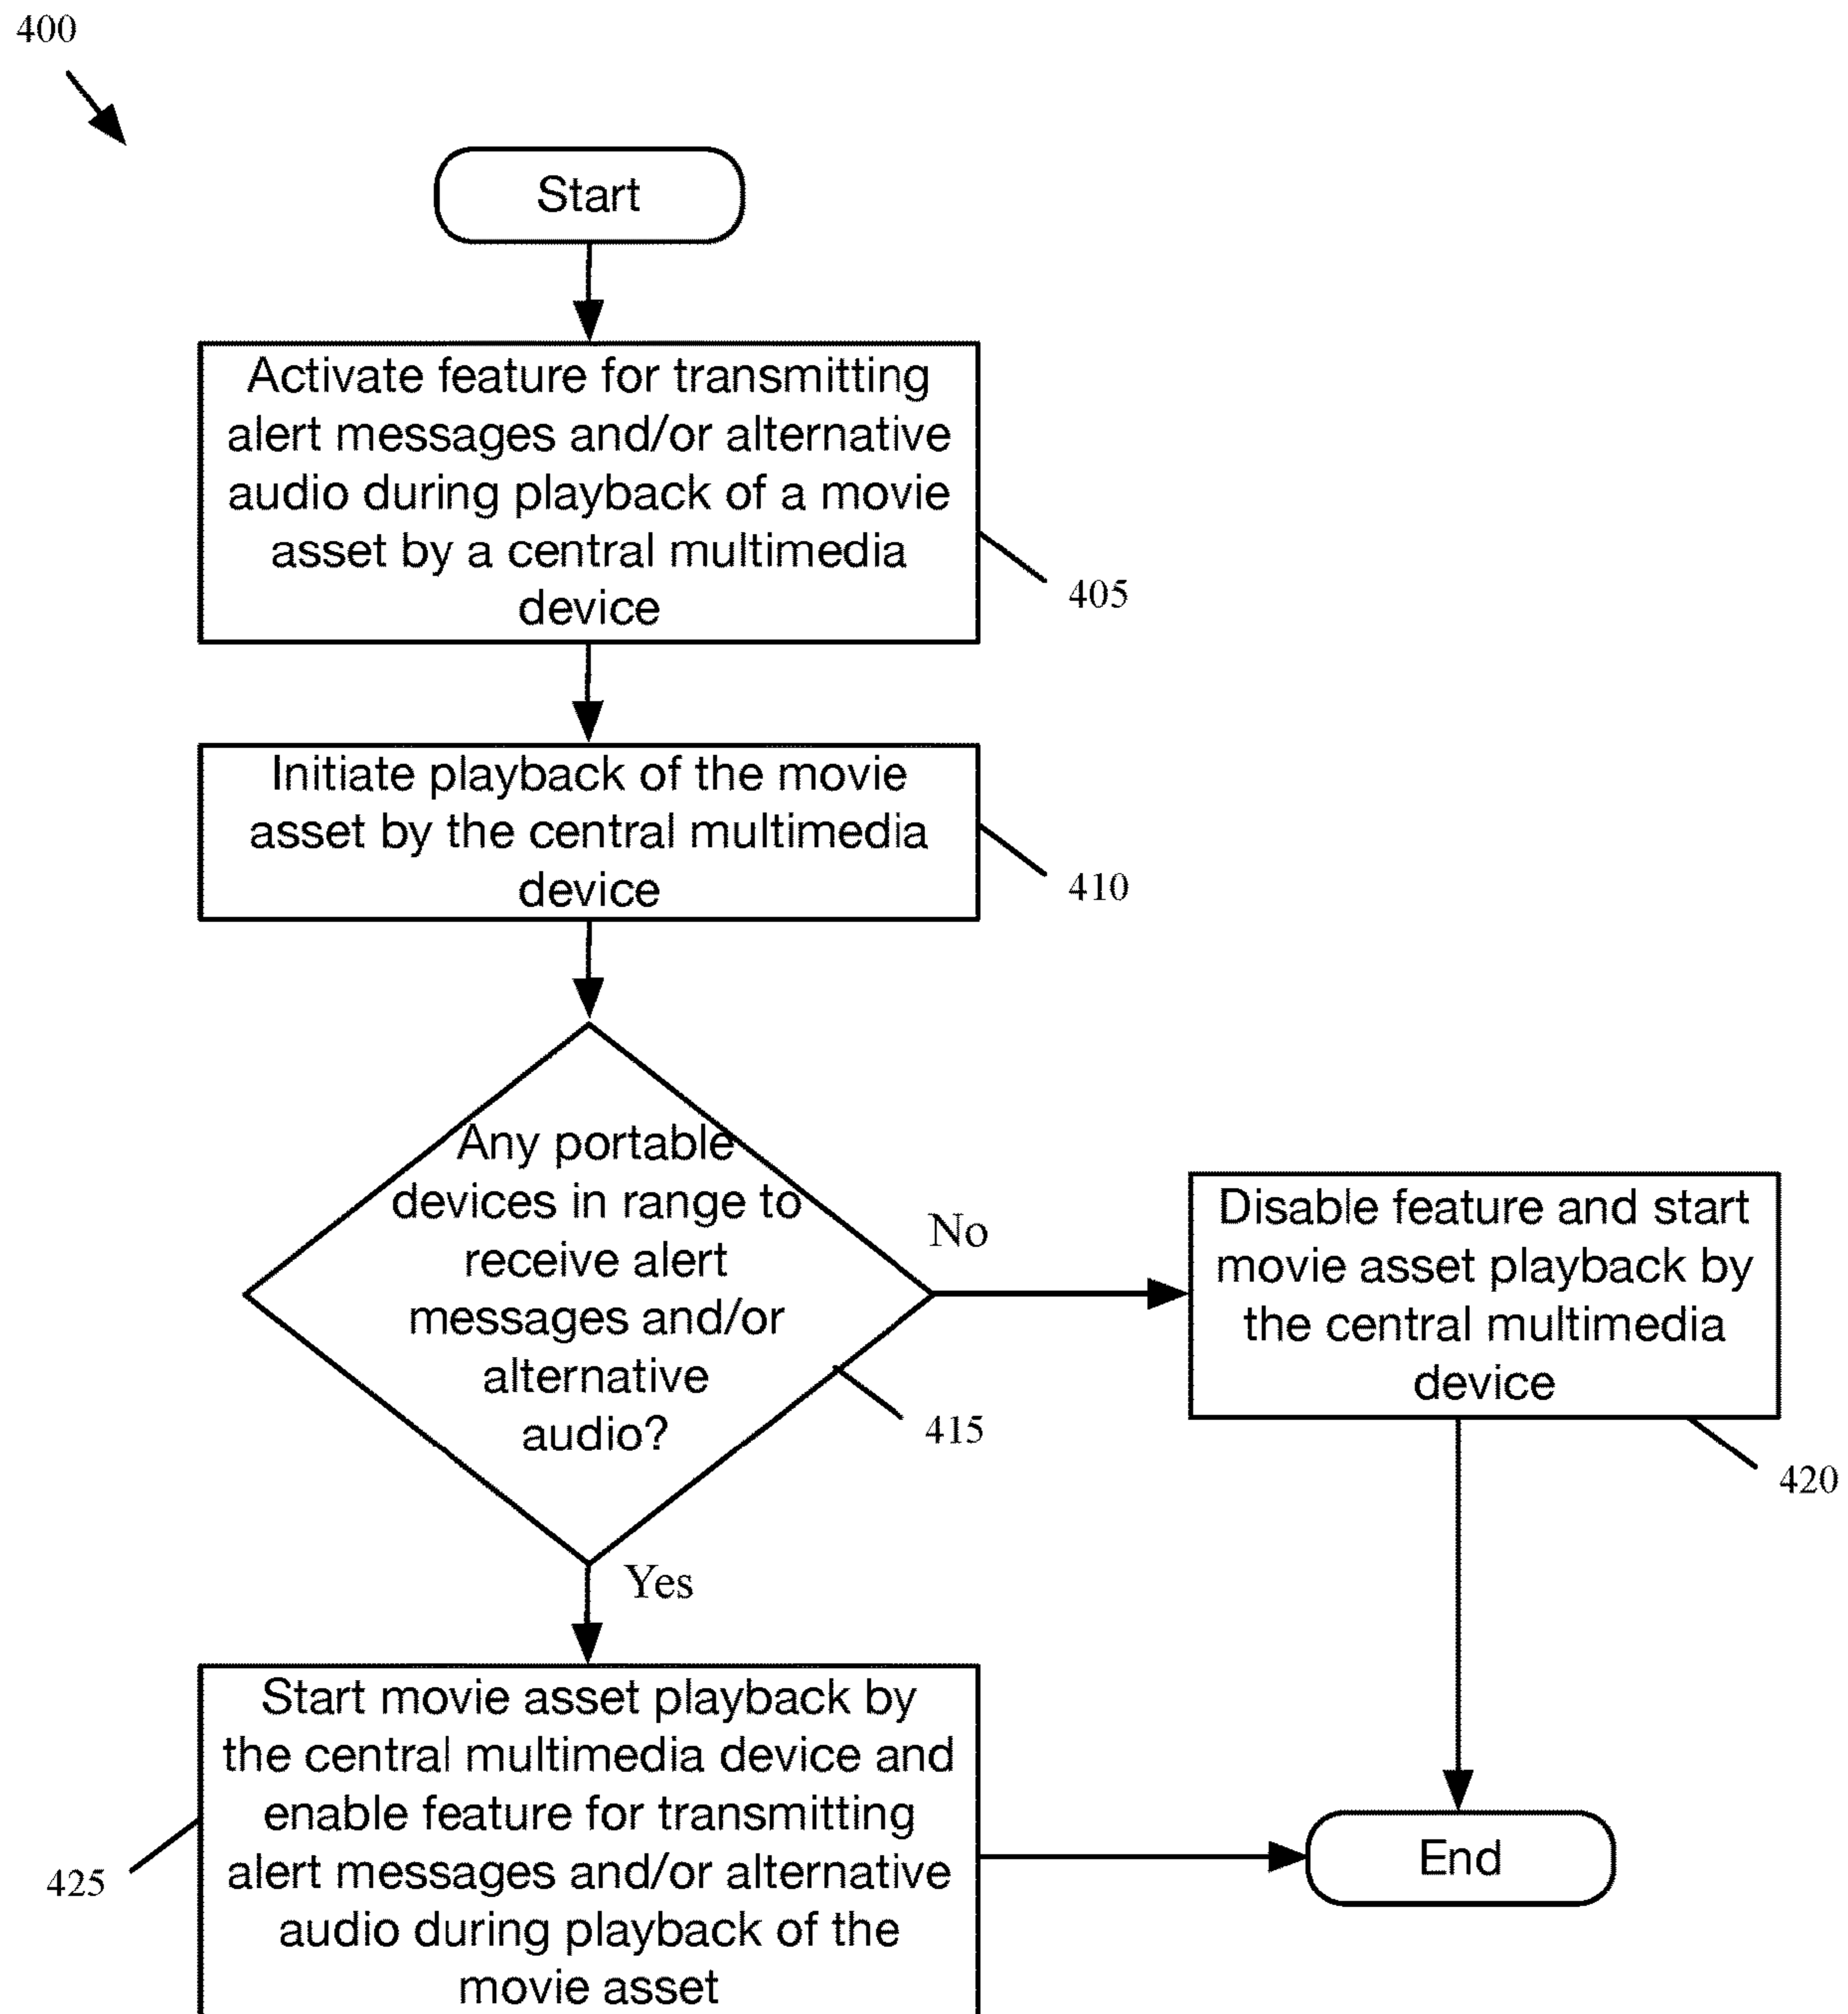 400
Start
Activate feature for transmitting
alert messages and/or alternative
audio during playback of a movie
asset by a central multimedia
device
405
Initiate playback of the movie
asset by the central multimedia
device
410
Any portable
devices in range to
receive alert
messages and/or
alternative
audio?
415
No
Disable feature and start
movie asset playback by
the central multimedia
device
420
Yes
Start movie asset playback by
the central multimedia device and
enable feature for transmitting
alert messages and/or alternative
audio during playback of the
movie asset
425
End